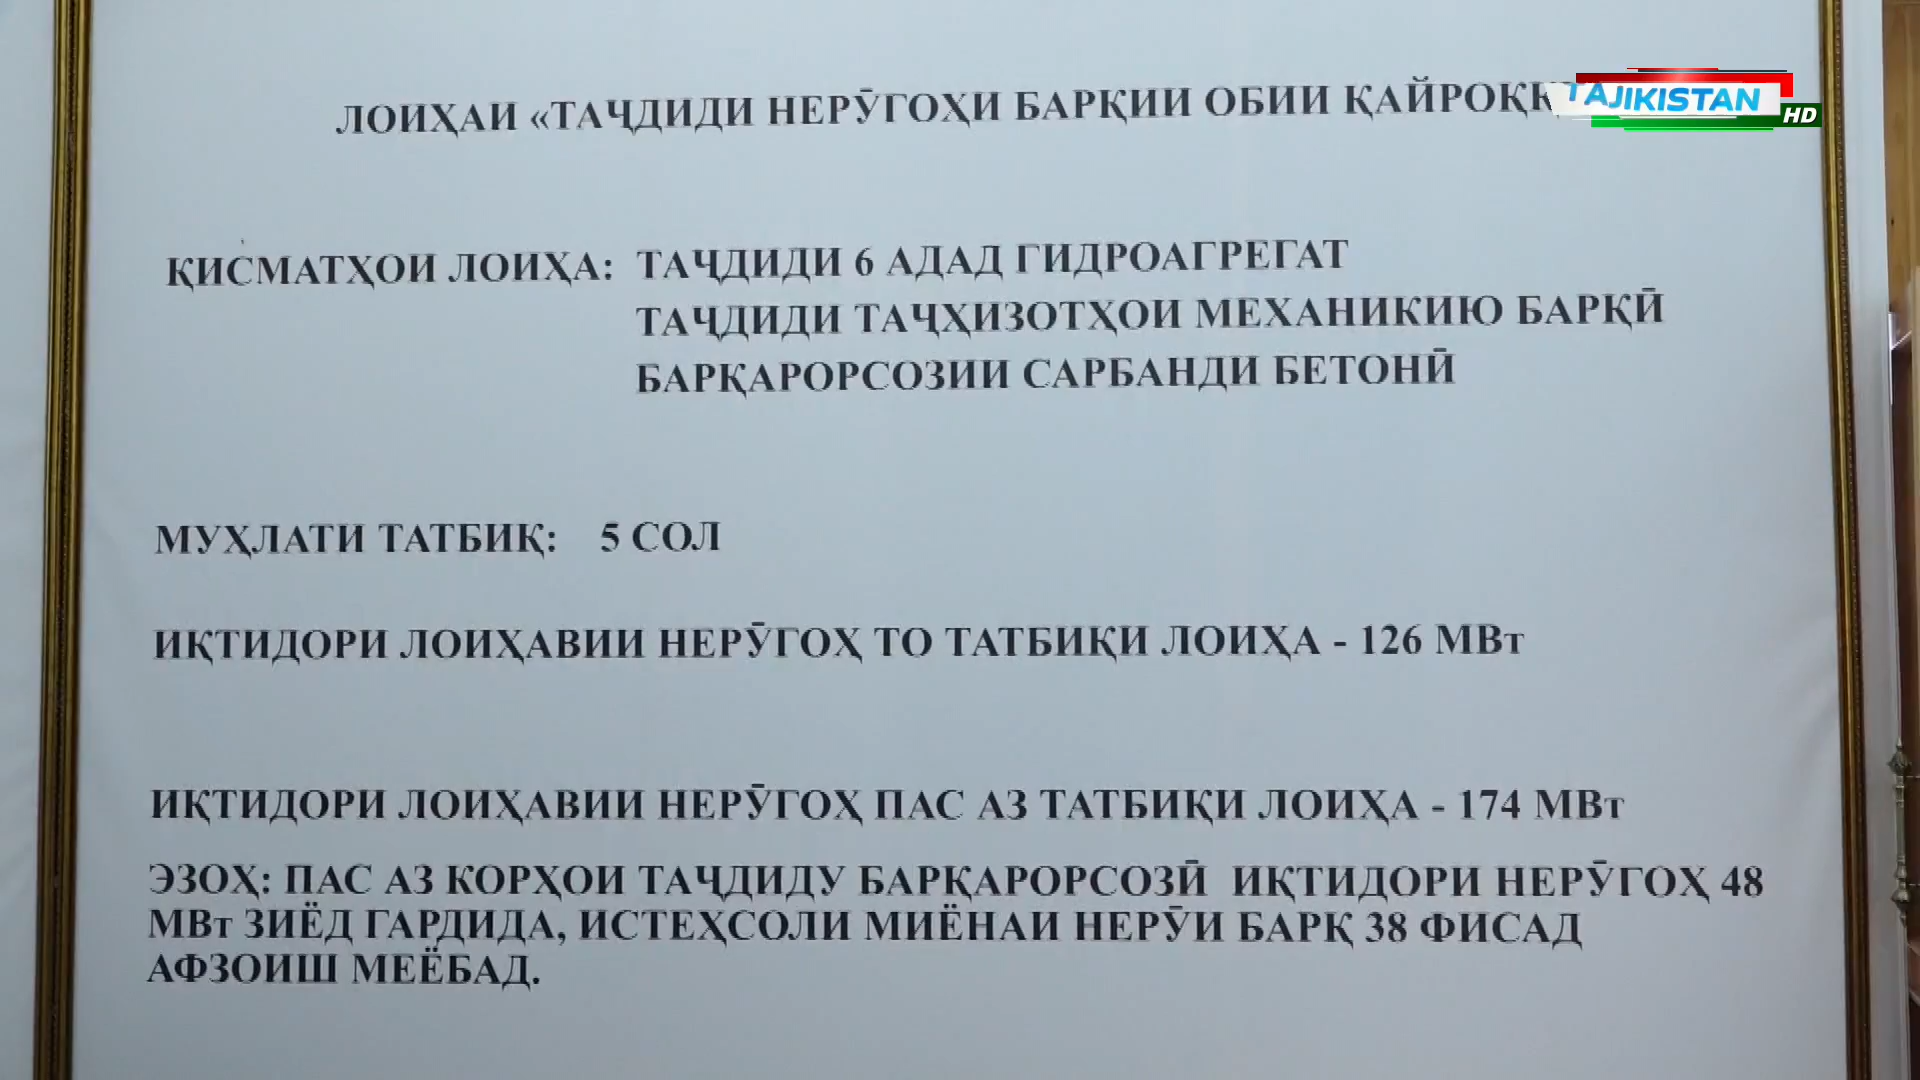 ЛОИҲАИ «ТАҶДИДИ НЕРӮГОҲИ БАРҚИИ ОБИИ
TAJIKISTAN
HD
ҚИСМАТҲОИ ЛОИҲА: ТАҶДИДИ 6 АДАД ГИДРОАГРЕГАТ
ТАҶДИДИ ТАҶҲИЗОТҲОИ МЕХАНИКИЮ БАРҚӢ
БАРҚАРОРСОЗИИ САРБАНДИ БЕТОНӢ
МУҲЛАТИ ТАТБИҚ: 5 СОЛ
ИҚТИДОРИ ЛОИҲАВИИ НЕРӮГОҲ ТО ТАТБИҚИ ЛОИҲА - 126 МВт
ИҚТИДОРИ ЛОИҲАВИИ НЕРӮГОҲ ПАС АЗ ТАТБИҚИ ЛОИҲА - 174 МВт
ЭЗОҲ: ПАС АЗ КОРҲОИ ТАҶДИДУ БАРҚАРОРСОЗӢ ИҚТИДОРИ НЕРӮГОҲ 48
МВт ЗИЁД ГАРДИДА, ИСТЕҲСОЛИ МИЁНАИ НЕРӮИ БАРҚ 38 ФИСАД
АФЗОИШ МЕЁБАД.